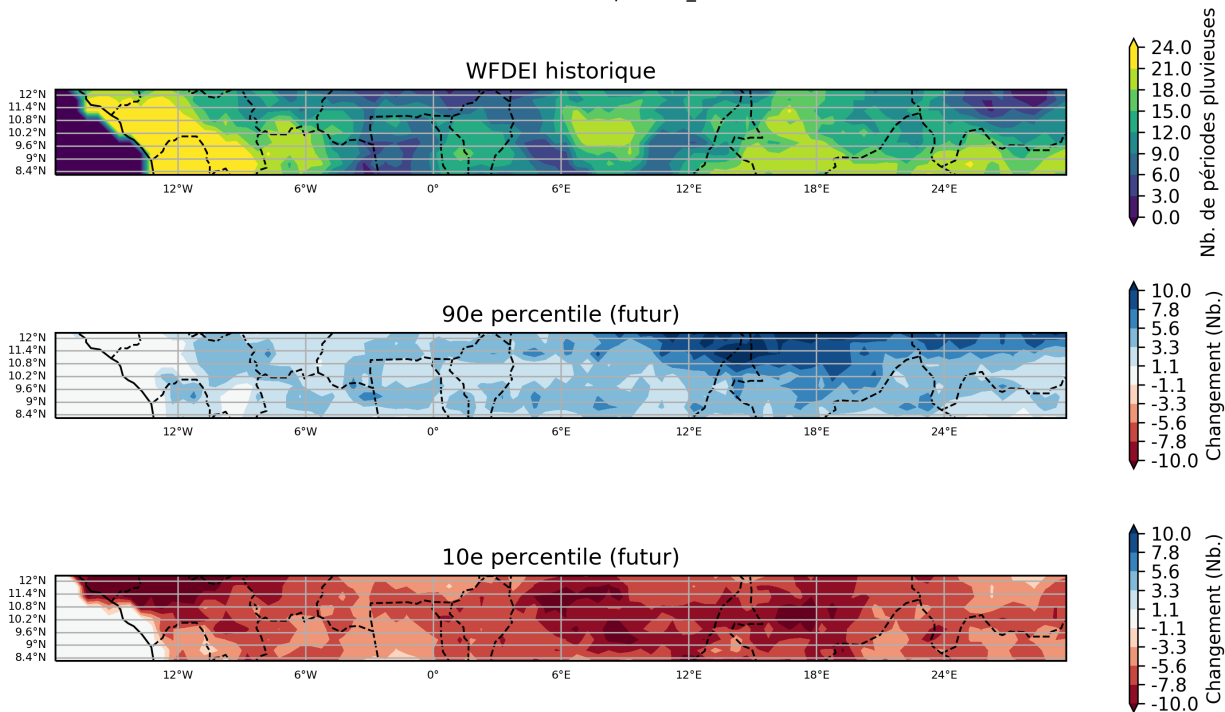 WFDEI historique
12°N
11.4°N
10.8°N
10.2°N
9.6°N
9°N
8.4°N
12°W
6°W
0°
6°E
12°E
18°E
24°E
24.0
21.0
18.0
15.0
12.0
9.0
6.0
3.0
0.0
Nb. de périodes pluvieuses
90e percentile (futur)
12°N
11.4°N
10.8°N
10.2°N
9.6°N
9°N
8.4°N
12°W
6°W
0°
6°E
12°E
18°E
24°E
10.0
7.8
5.6
3.3
1.1
-1.1
-3.3
-5.6
-7.8
-10.0
Changement (Nb.)
10e percentile (futur)
12°N
11.4°N
10.8°N
10.2°N
9.6°N
9°N
8.4°N
12°W
6°W
0°
6°E
12°E
18°E
24°E
10.0
7.8
5.6
3.3
1.1
-1.1
-3.3
-5.6
-7.8
-10.0
Changement (Nb.)